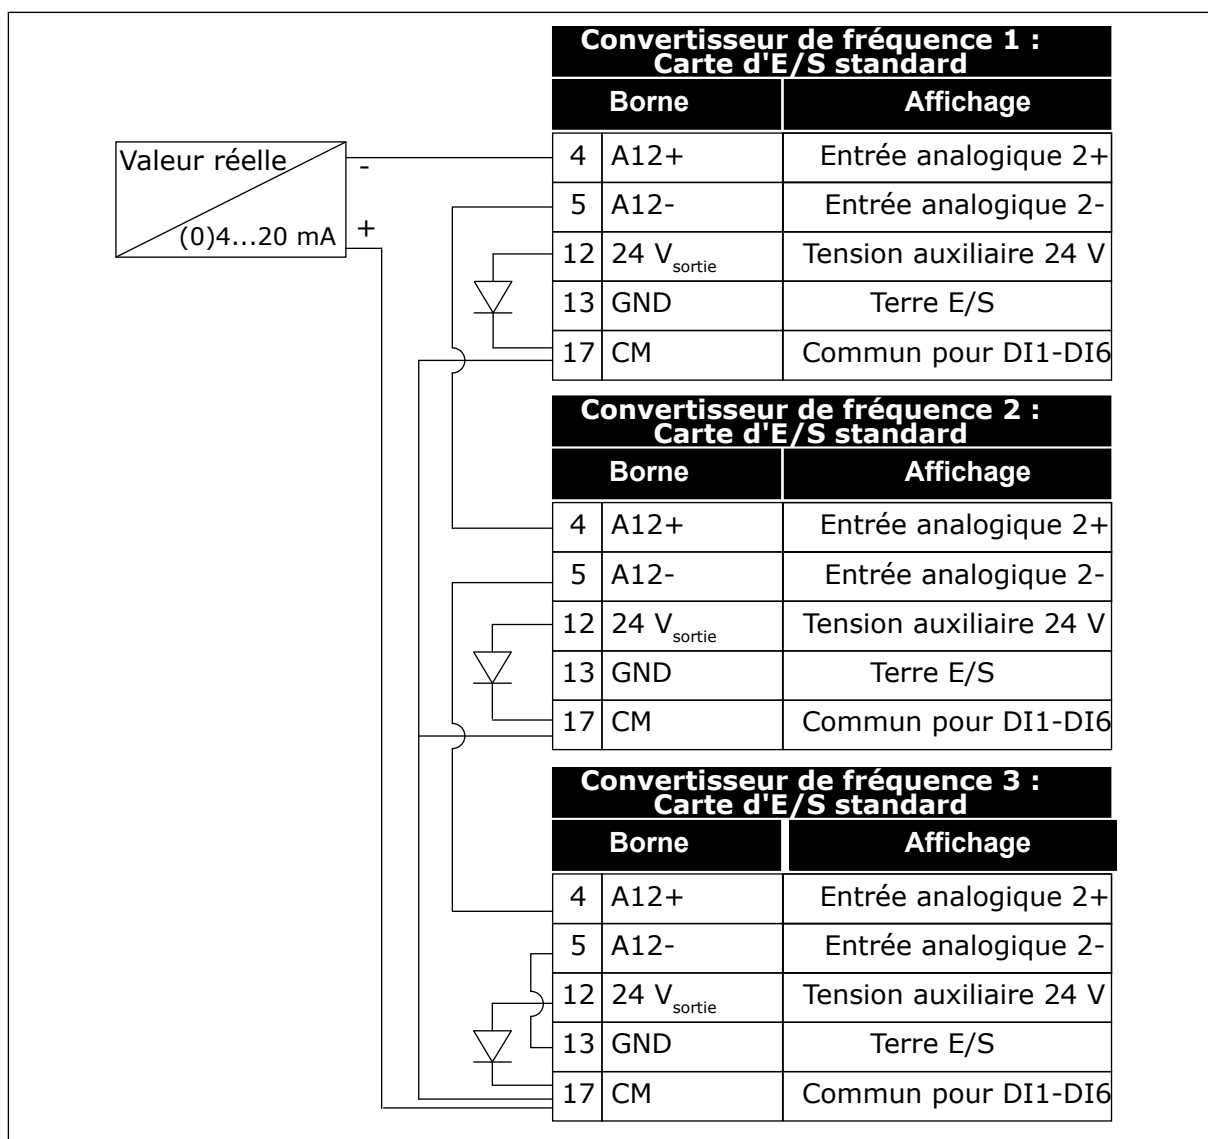 Convertisseur de fréquence 1 :
Carte d'E/S standard
Borne Affichage
Valeur réelle
-
+
(0)4...20 mA
4 A12+ Entrée analogique 2+
5 A12- Entrée analogique 2-
12 24 Vsortie Tension auxiliaire 24 V
13 GND Terre E/S
17 CM Commun pour DI1-DI6
Convertisseur de fréquence 2 :
Carte d'E/S standard
Borne Affichage
4 A12+ Entrée analogique 2+
5 A12- Entrée analogique 2-
12 24 Vsortie Tension auxiliaire 24 V
13 GND Terre E/S
17 CM Commun pour DI1-DI6
Convertisseur de fréquence 3 :
Carte d'E/S standard
Borne Affichage
4 A12+ Entrée analogique 2+
5 A12- Entrée analogique 2-
12 24 Vsortie Tension auxiliaire 24 V
13 GND Terre E/S
17 CM Commun pour DI1-DI6